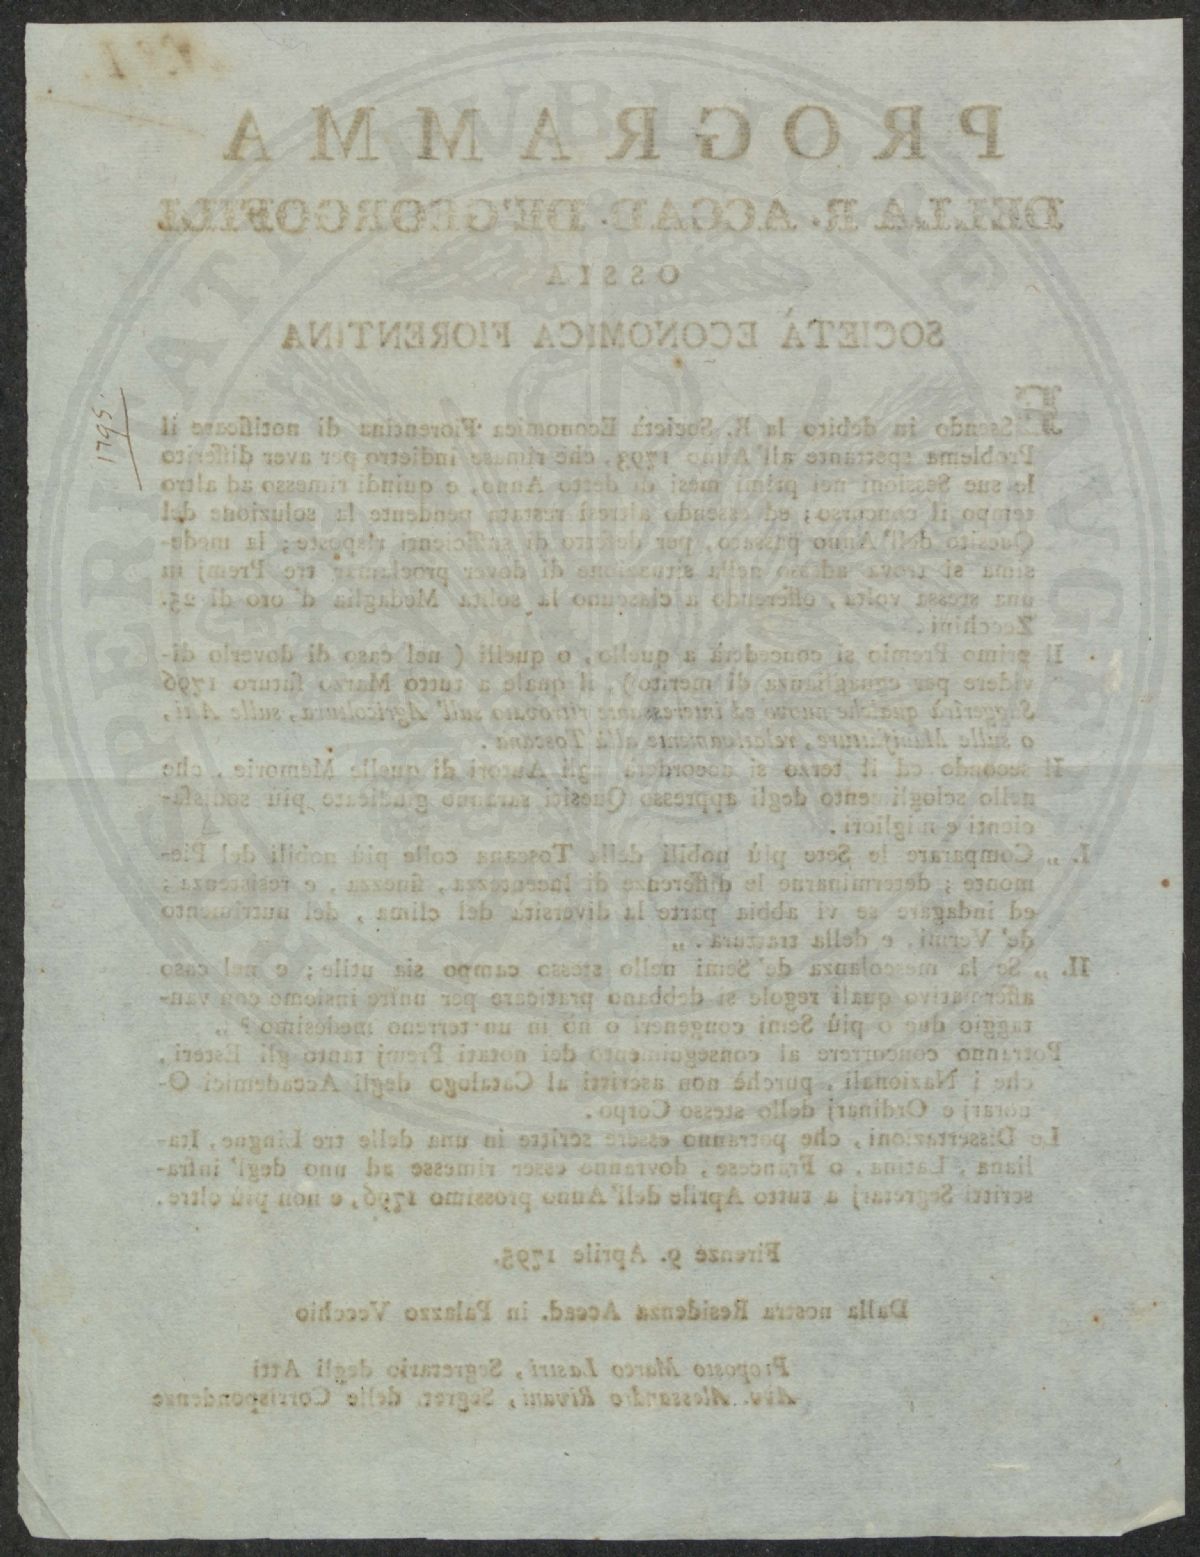 PROGRAMMA
DELLA R. ACCAD. DE' GEORGOFILI
OSSIA
SOCIETÀ ECONOMICA FIORENTINA
1795.
ESsendo in debito la R. Società Economica Fiorentina di notificare il
Problema spettante all' Anno 1793, che rimase indietro per aver differito
le sue Sessioni nei primi mesi di detto Anno, e quindi rimesso ad altro
tempo il concorso; ed essendo altresì restata pendente la soluzione del
Quesito dell' Anno passato, per difetto di sufficienti risposte; la mede-
sima si trova adesso nella situazione di dover proclamar tre Premj in
una stessa volta, offerendo a ciascuno la solita Medaglia d' oro di 25.
Zecchini.
Il primo Premio si concederà a quello, o quelli (nel caso di doverlo di-
videre per eguaglianza di merito), il quale a tutto Marzo futuro 1796
Suggerirà qualche nuovo ed interessante ritrovato sull' Agricoltura, sulle Arti,
o sulle Manifatture, relativamente alla Toscana.
Il secondo ed il terzo si accorderà agli Autori di quelle Memorie, che
nello scioglimento degli appresso Quesiti saranno giudicate più sodisfa-
cienti e migliori.
I. „ Comparare le Sete più nobili della Toscana colle più nobili del Pie-
monte; determinarne le differenze di lucentezza, finezza, e resistenza;
ed indagare se vi abbia parte la diversità del clima, del nutrimento
de' Vermi, e della trattura. „
II. „ Se la mescolanza de' Semi nello stesso campo sia utile; e nel caso
affermativo quali regole si debbano praticare per unire insieme con van-
taggio due o più Semi congeneri o nò in un terreno medesimo? „
Potranno concorrere al conseguimento dei notati Premj tanto gli Esteri,
che i Nazionali, purchè non ascritti al Catalogo degli Accademici O-
norarj e Ordinarj dello stesso Corpo.
Le Dissertazioni, che potranno essere scritte in una delle tre Lingue, Ita-
liana, Latina, o Francese, dovranno esser rimesse ad uno degl' infra-
scritti Segretarj a tutto Aprile dell' Anno prossimo 1796, e non più oltre.
Firenze 9. Aprile 1795.
Dalla nostra Residenza Accad. in Palazzo Vecchio
Proposto Marco Lastri, Segretario degli Atti
Avv. Alessandro Rivani, Segret. delle Corrispondenze